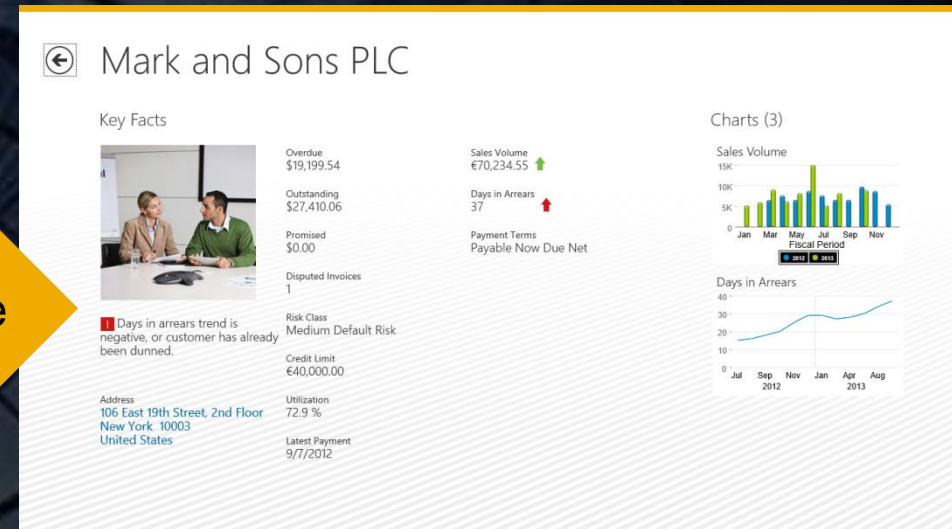 Mark and Sons PLC
Key Facts
Overdue
$19,199.54
Outstanding
$27,410.06
Promised
$0.00
Disputed Invoices
1
Risk Class
Medium Default Risk
Credit Limit
€40,000.00
Utilization
72.9 %
Latest Payment
9/7/2012
Sales Volume
€70,234.55
Days in Arrears
37
Payment Terms
Payable Now Due Net
! Days in arrears trend is
negative, or customer has already
been dunned.
Address
106 East 19th Street, 2nd Floor
New York 10003
United States
Charts (3)
Sales Volume
15K
10K
5K
0
Jan Mar May Jul Sep Nov
Fiscal Period
2012 2013
Days in Arrears
40
30
20
10
0
Jul Sep Nov Jan Apr Aug
2012 2013